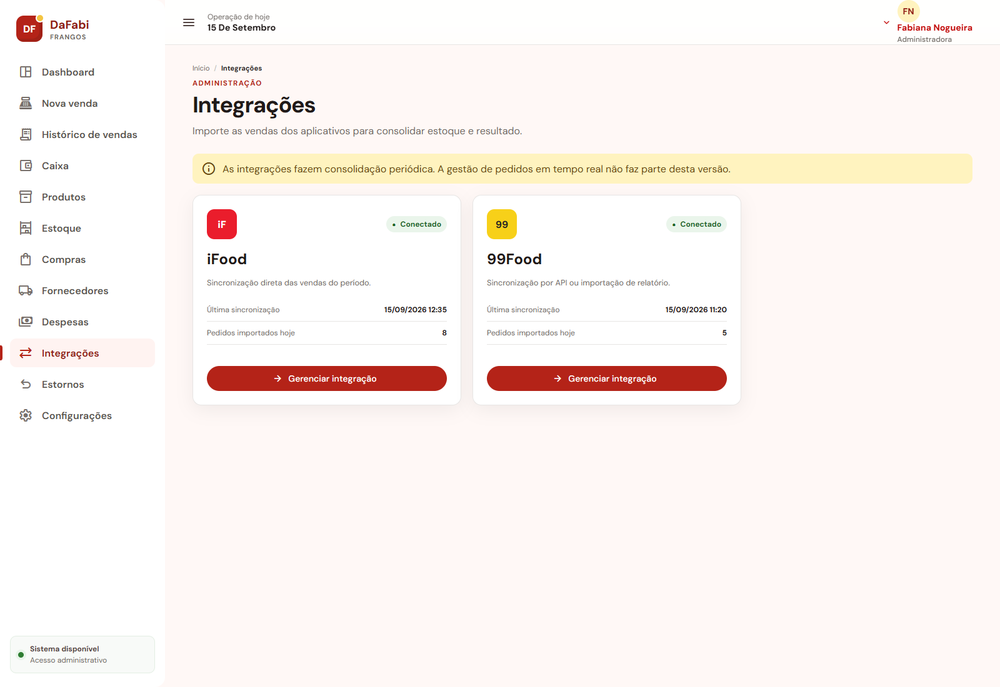 DF
DaFabi
FRANGOS
Dashboard
Nova venda
Histórico de vendas
Caixa
Produtos
Estoque
Compras
Fornecedores
Despesas
Integrações
Estornos
Configurações
Sistema disponível
Acesso administrativo
Operação de hoje
15 De Setembro
FN
Fabiana Nogueira
Administradora
Início / Integrações
ADMINISTRAÇÃO
Integrações
Importe as vendas dos aplicativos para consolidar estoque e resultado.
As integrações fazem consolidação periódica. A gestão de pedidos em tempo real não faz parte desta versão.
iF
Conectado
iFood
Sincronização direta das vendas do período.
Última sincronização 15/09/2026 12:35
Pedidos importados hoje 8
Gerenciar integração
99
Conectado
99Food
Sincronização por API ou importação de relatório.
Última sincronização 15/09/2026 11:20
Pedidos importados hoje 5
Gerenciar integração